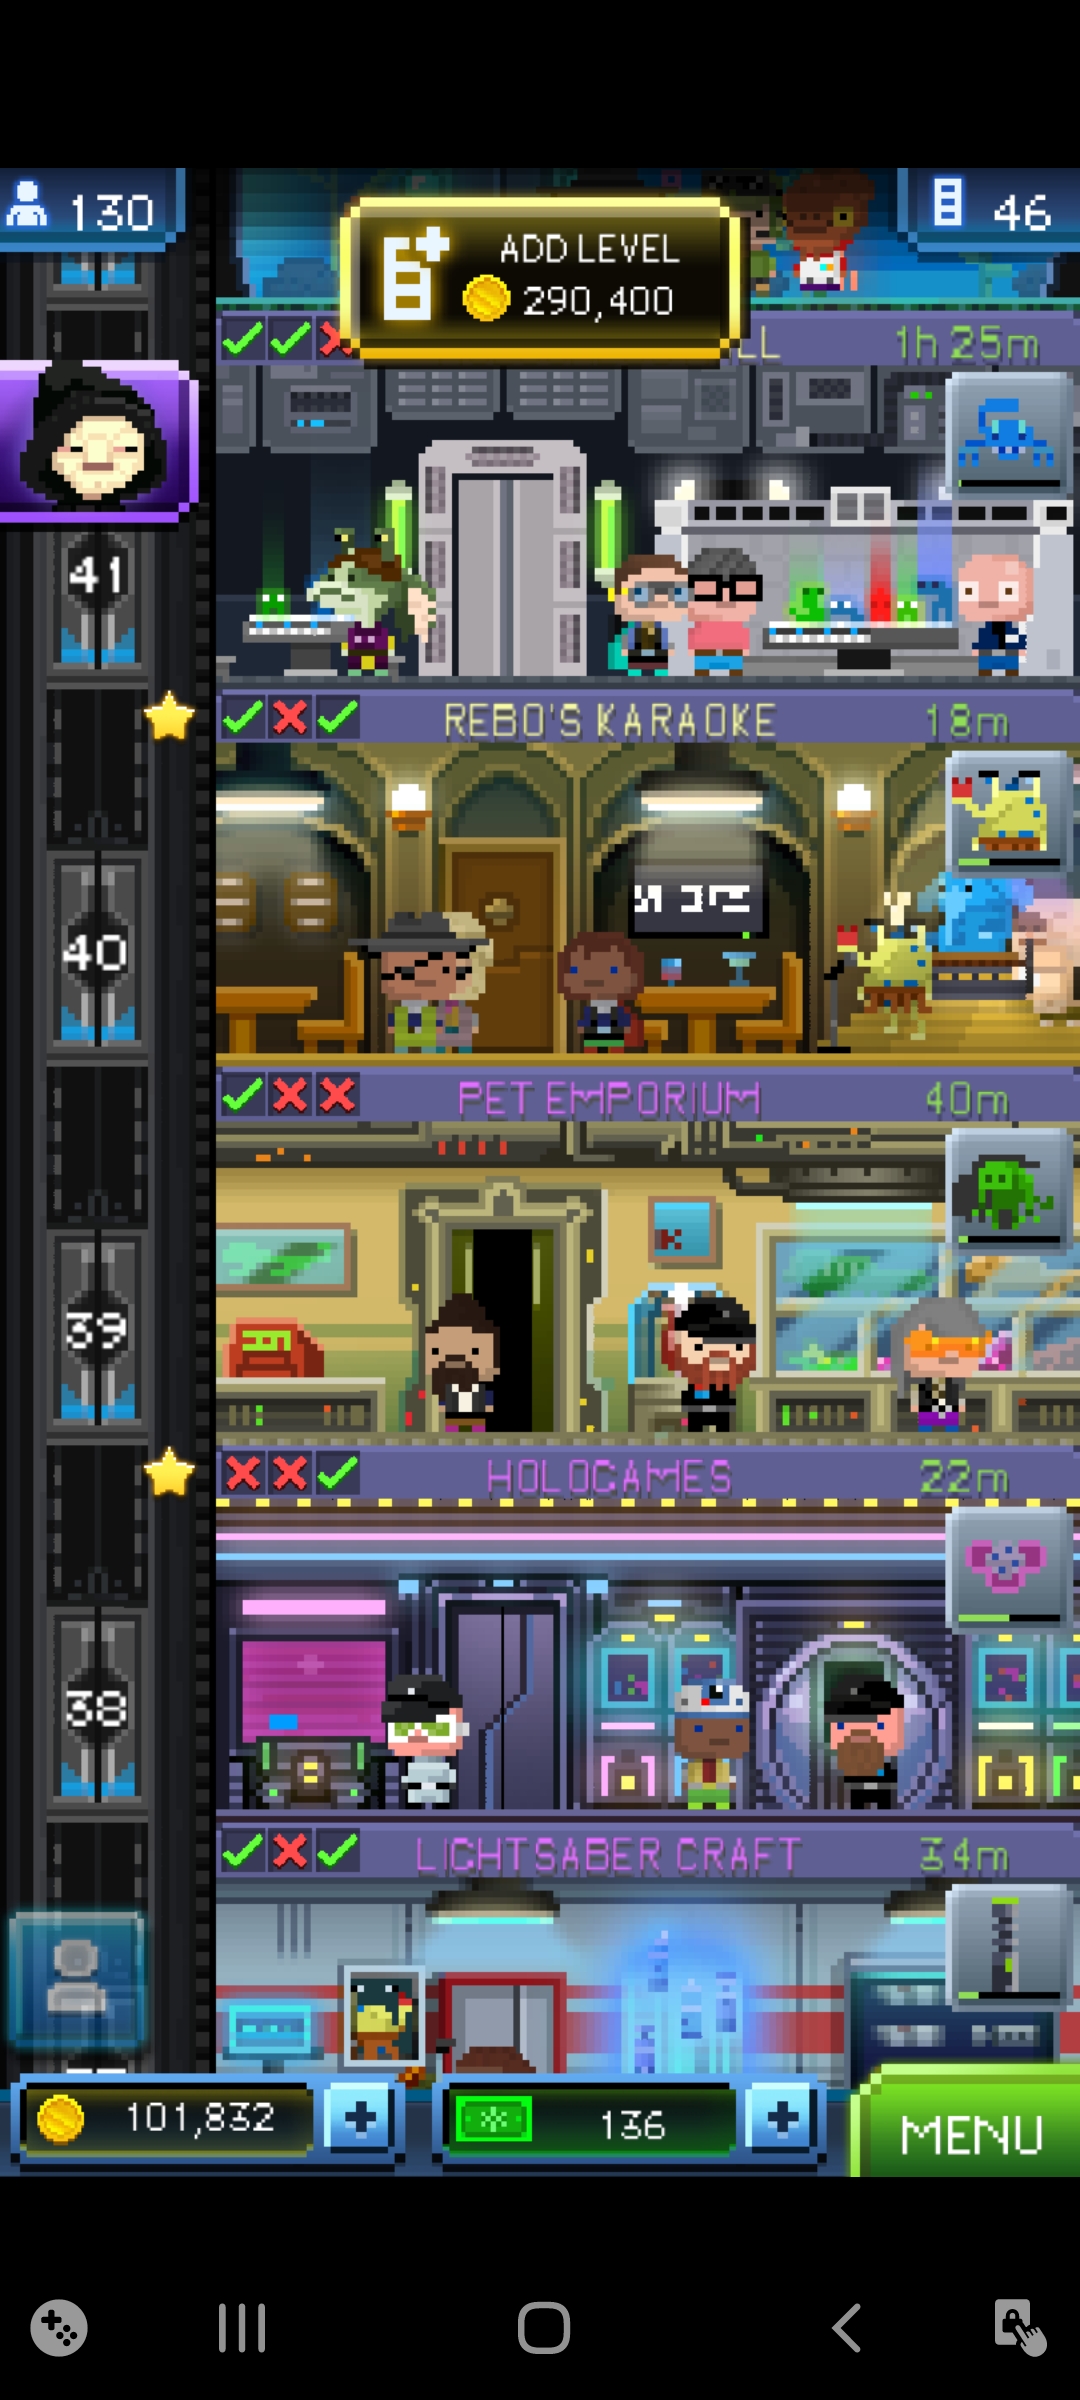 130
ADD LEVEL
290,400
46
LL
1h 25m
41
REBO'S KARAOKE
18m
40
PET EMPORIUM
40m
39
HOLOGAMES
22m
38
LIGHTSABER CRAFT
34m
101,832
136
MENU